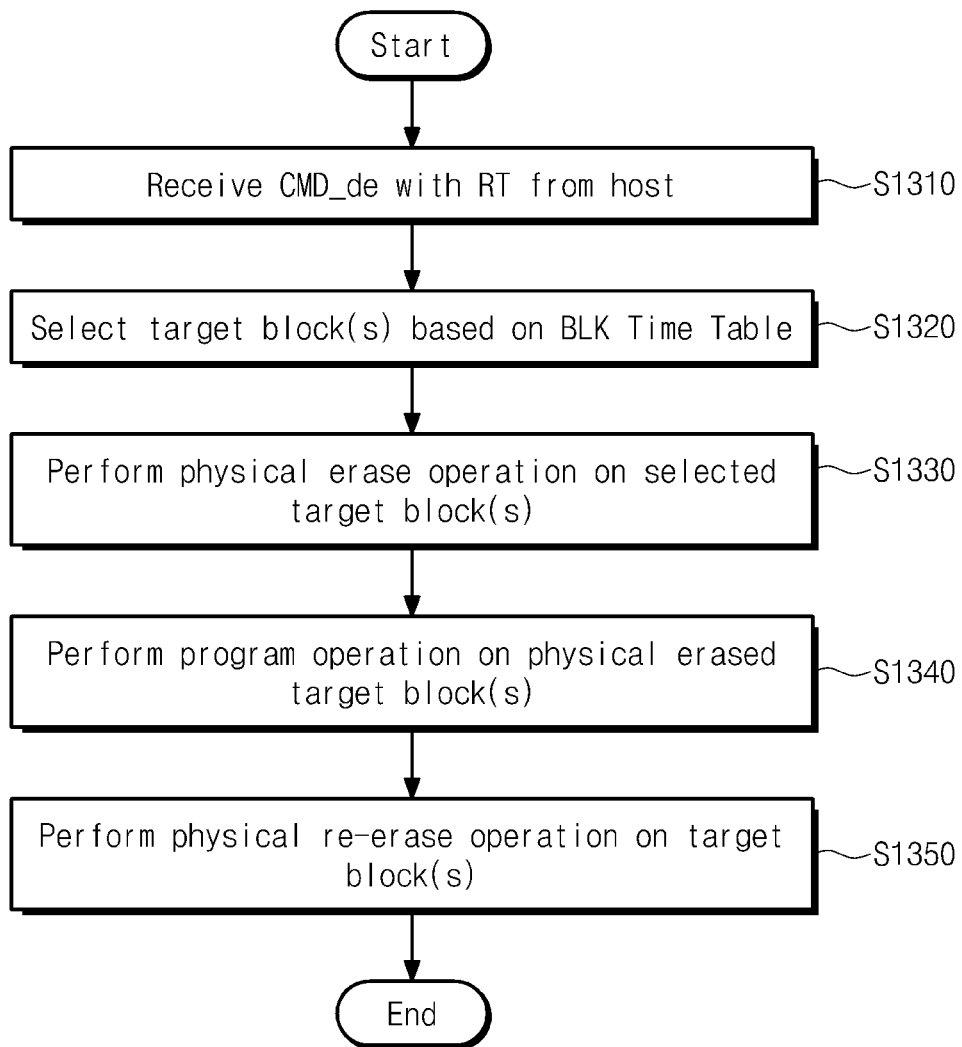 Start
Receive CMD_de with RT from host
S1310
Select target block(s) based on BLK Time Table
S1320
Perform physical erase operation on selected
target block(s)
S1330
Perform program operation on physical erased
target block(s)
S1340
Perform physical re-erase operation on target
block(s)
S1350
End